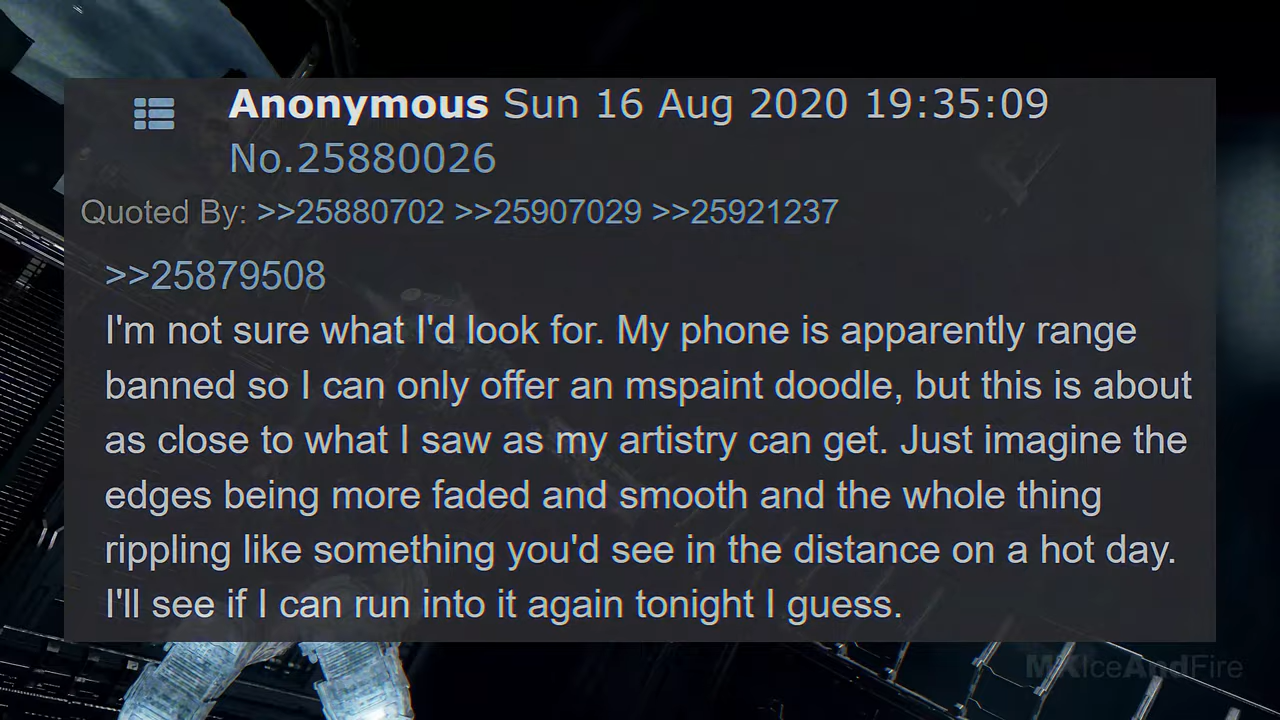 Anonymous Sun 16 Aug 2020 19:35:09
No.25880026
Quoted By: >>25880702 >>25907029 >>25921237
>>25879508
I'm not sure what I'd look for. My phone is apparently range
banned so I can only offer an mspaint doodle, but this is about
as close to what I saw as my artistry can get. Just imagine the
edges being more faded and smooth and the whole thing
rippling like something you'd see in the distance on a hot day.
I'll see if I can run into it again tonight I guess.
MKIceAndFire